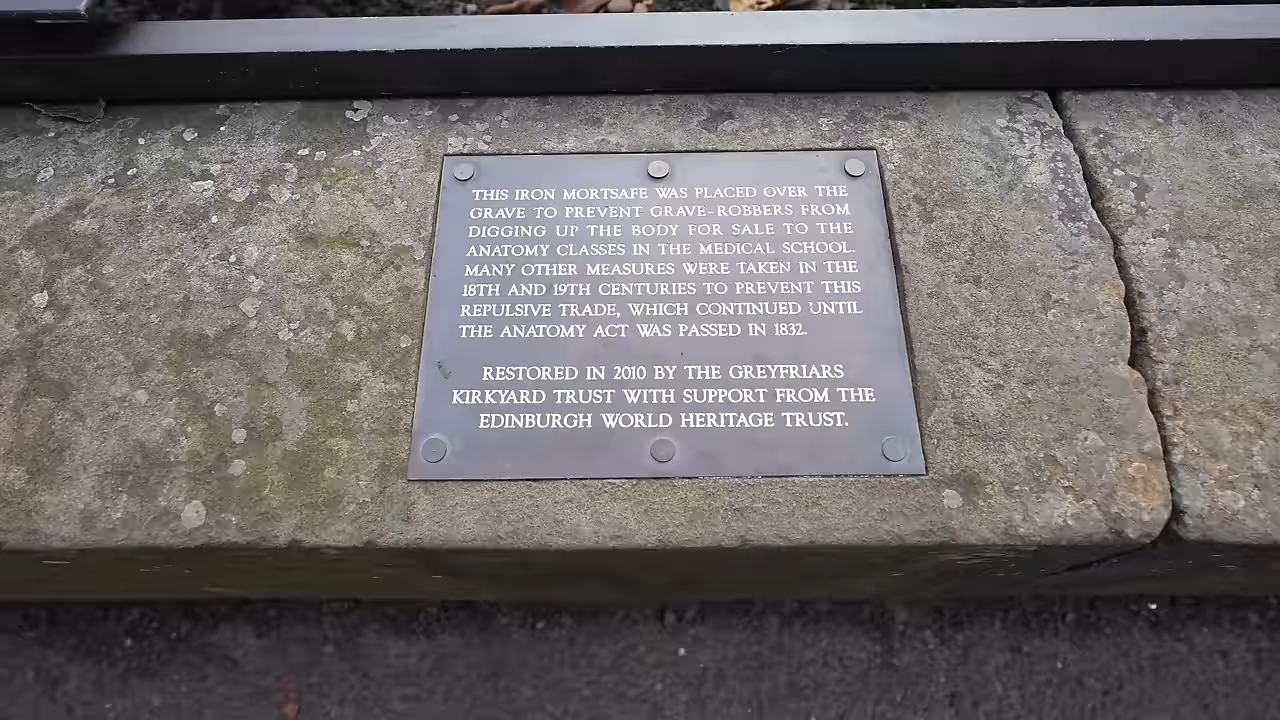 THIS IRON MORTSAFE WAS PLACED OVER THE
GRAVE TO PREVENT GRAVE-ROBBERS FROM
DIGGING UP THE BODY FOR SALE TO THE
ANATOMY CLASSES IN THE MEDICAL SCHOOL.
MANY OTHER MEASURES WERE TAKEN IN THE
18TH AND 19TH CENTURIES TO PREVENT THIS
REPULSIVE TRADE, WHICH CONTINUED UNTIL
THE ANATOMY ACT WAS PASSED IN 1832.
RESTORED IN 2010 BY THE GREYFRIARS
KIRKYARD TRUST WITH SUPPORT FROM THE
EDINBURGH WORLD HERITAGE TRUST.